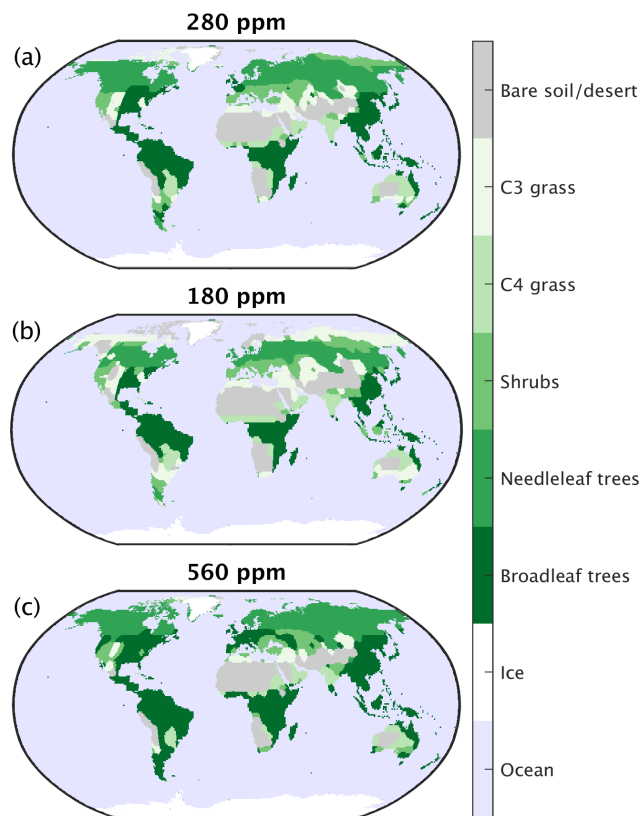 280 ppm
(a)
180 ppm
(b)
560 ppm
(c)
Bare soil/desert
C3 grass
C4 grass
Shrubs
Needleleaf trees
Broadleaf trees
Ice
Ocean